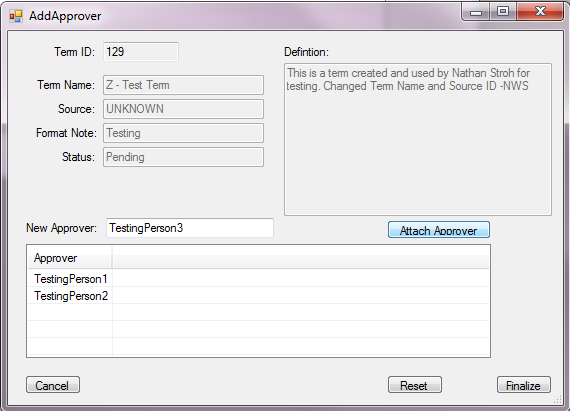 AddApprover
Term ID: 129
Defintion:
This is a term created and used by Nathan Stroh for
testing. Changed Term Name and Source ID -NWS
Term Name: Z - Test Term
Source: UNKNOWN
Format Note: Testing
Status: Pending
New Approver: TestingPerson3
Attach Approver
Approver
TestingPerson1
TestingPerson2
Cancel
Reset
Finalize